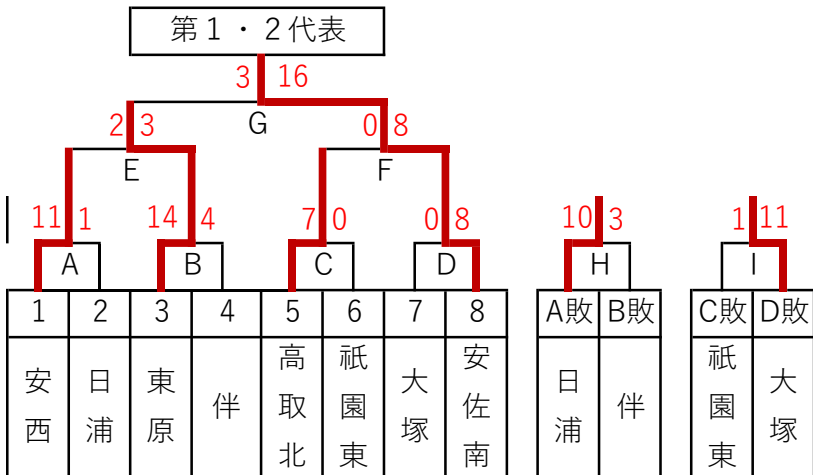 第1・2代表
3 16
G
2 3 0 8
E F
11 1 14 4 7 0 0 8 10 3 1 11
A B C D H I
1 2 3 4 5 6 7 8 A敗 B敗 C敗 D敗
安西 日浦 東原 伴 高取北 祇園東 大塚 安佐南 日浦 伴 祇園東 大塚